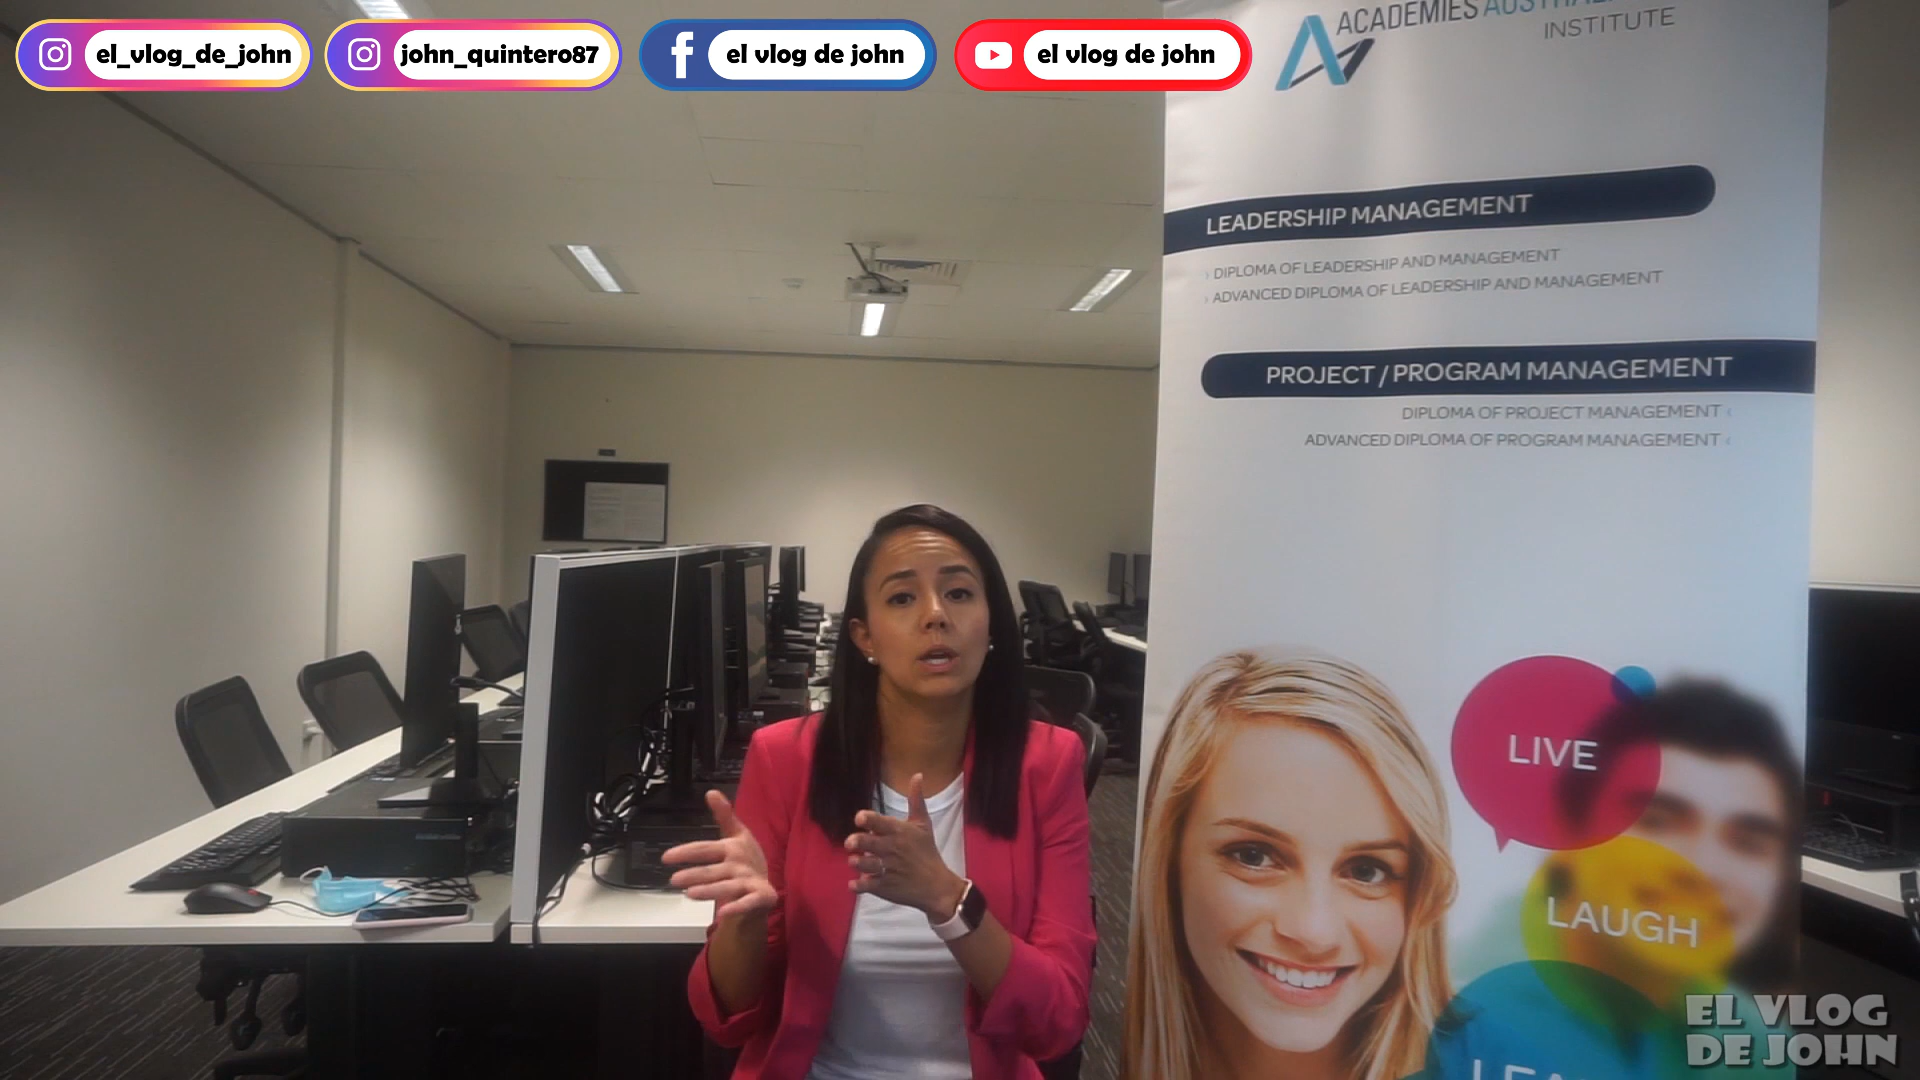 el_vlog_de_john
john_quintero87
el vlog de john
el vlog de john
ACADEMIES
INSTITUTE
LEADERSHIP MANAGEMENT
› DIPLOMA OF LEADERSHIP AND MANAGEMENT
› ADVANCED DIPLOMA OF LEADERSHIP AND MANAGEMENT
PROJECT / PROGRAM MANAGEMENT
DIPLOMA OF PROJECT MANAGEMENT ‹
ADVANCED DIPLOMA OF PROGRAM MANAGEMENT ‹
LIVE
LAUGH
EL VLOG
DE JOHN